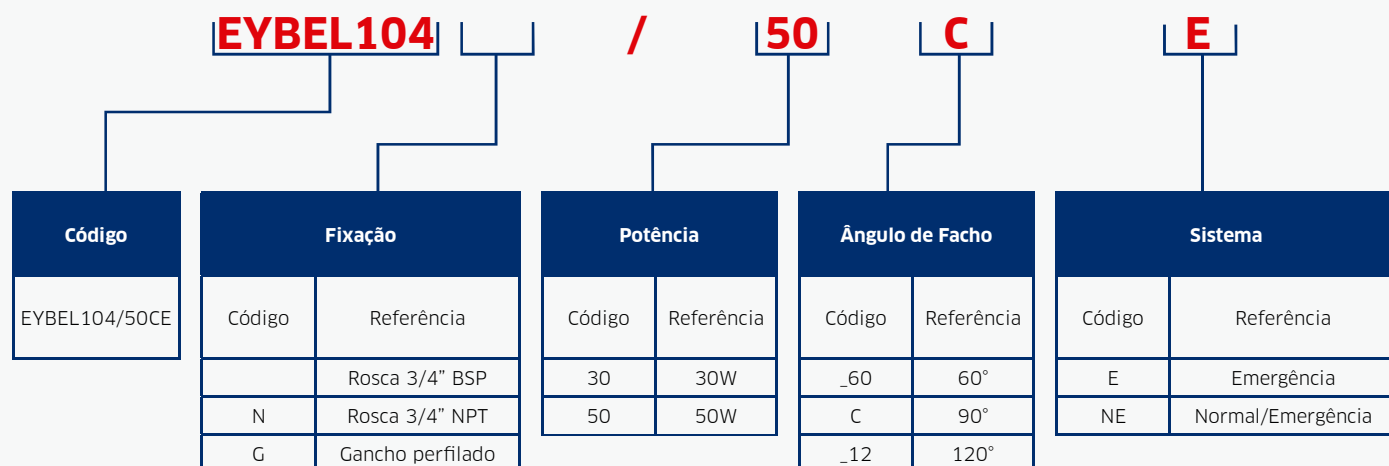 EYBEL104 / 50 C E
Código Fixação Potência Ângulo de Facho Sistema
EYBEL104/50CE Código Referência Código Referência Código Referência Código Referência
Rosca 3/4” BSP 30 30W _60 60° E Emergência
N Rosca 3/4” NPT 50 50W C 90° NE Normal/Emergência
G Gancho perfilado _12 120°